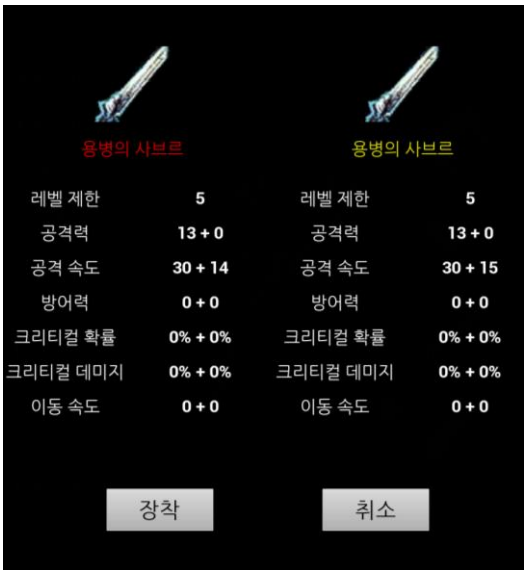 용병의 사브르 용병의 사브르
레벨 제한 5 레벨 제한 5
공격력 13 + 0 공격력 13 + 0
공격 속도 30 + 14 공격 속도 30 + 15
방어력 0 + 0 방어력 0 + 0
크리티컬 확률 0% + 0% 크리티컬 확률 0% + 0%
크리티컬 데미지 0% + 0% 크리티컬 데미지 0% + 0%
이동 속도 0 + 0 이동 속도 0 + 0
장착 취소